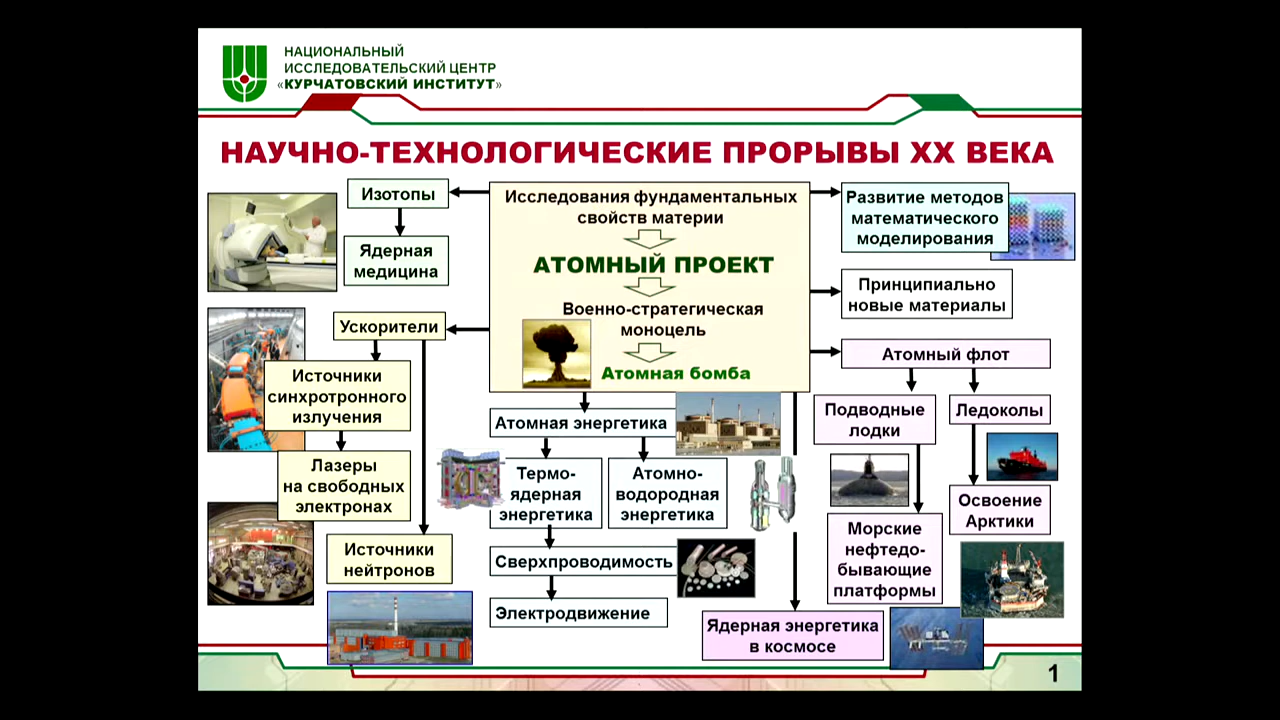 НАЦИОНАЛЬНЫЙ
ИССЛЕДОВАТЕЛЬСКИЙ ЦЕНТР
«КУРЧАТОВСКИЙ ИНСТИТУТ»
НАУЧНО-ТЕХНОЛОГИЧЕСКИЕ ПРОРЫВЫ XX ВЕКА
Изотопы
Ядерная
медицина
Ускорители
Источники
синхротронного
излучения
Лазеры
на свободных
электронах
Источники
нейтронов
Исследования фундаментальных
свойств материи
АТОМНЫЙ ПРОЕКТ
Военно-стратегическая
моноцель
Атомная бомба
Атомная энергетика
Термо-
ядерная
энергетика
Атомно-
водородная
энергетика
Сверхпроводимость
Электродвижение
Развитие методов
математического
моделирования
Принципиально
новые материалы
Атомный флот
Подводные
лодки
Ледоколы
Морские
нефтедо-
бывающие
платформы
Освоение
Арктики
Ядерная энергетика
в космосе
1